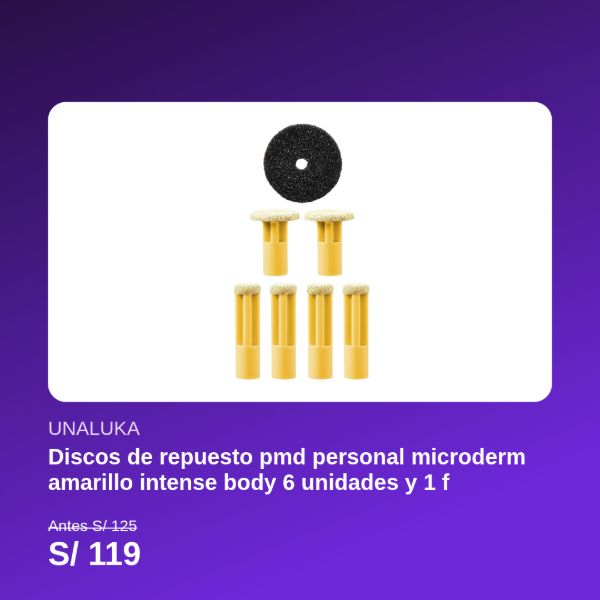 UNALUKA
Discos de repuesto pmd personal microderm
amarillo intense body 6 unidades y 1 f
Antes S/ 125
S/ 119